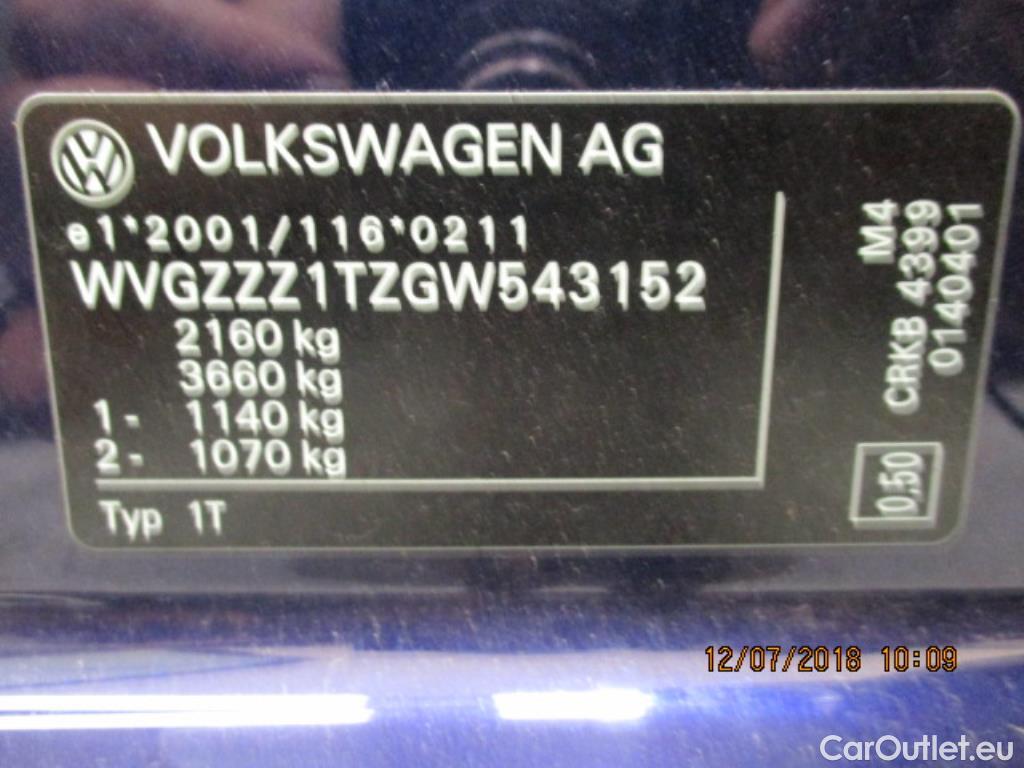 VOLKSWAGEN AG
e1*2001/116*0211
WVGZZZ1TZGW543152
2160 kg
3660 kg
1- 1140 kg
2- 1070 kg
Typ 1T
M4
CRKB 4399
0140401
0,50
12/07/2018 10:09
CarOutlet.eu